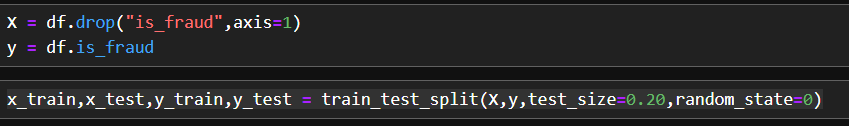 X = df.drop("is_fraud",axis=1)
y = df.is_fraud
x_train,x_test,y_train,y_test = train_test_split(X,y,test_size=0.20,random_state=0)